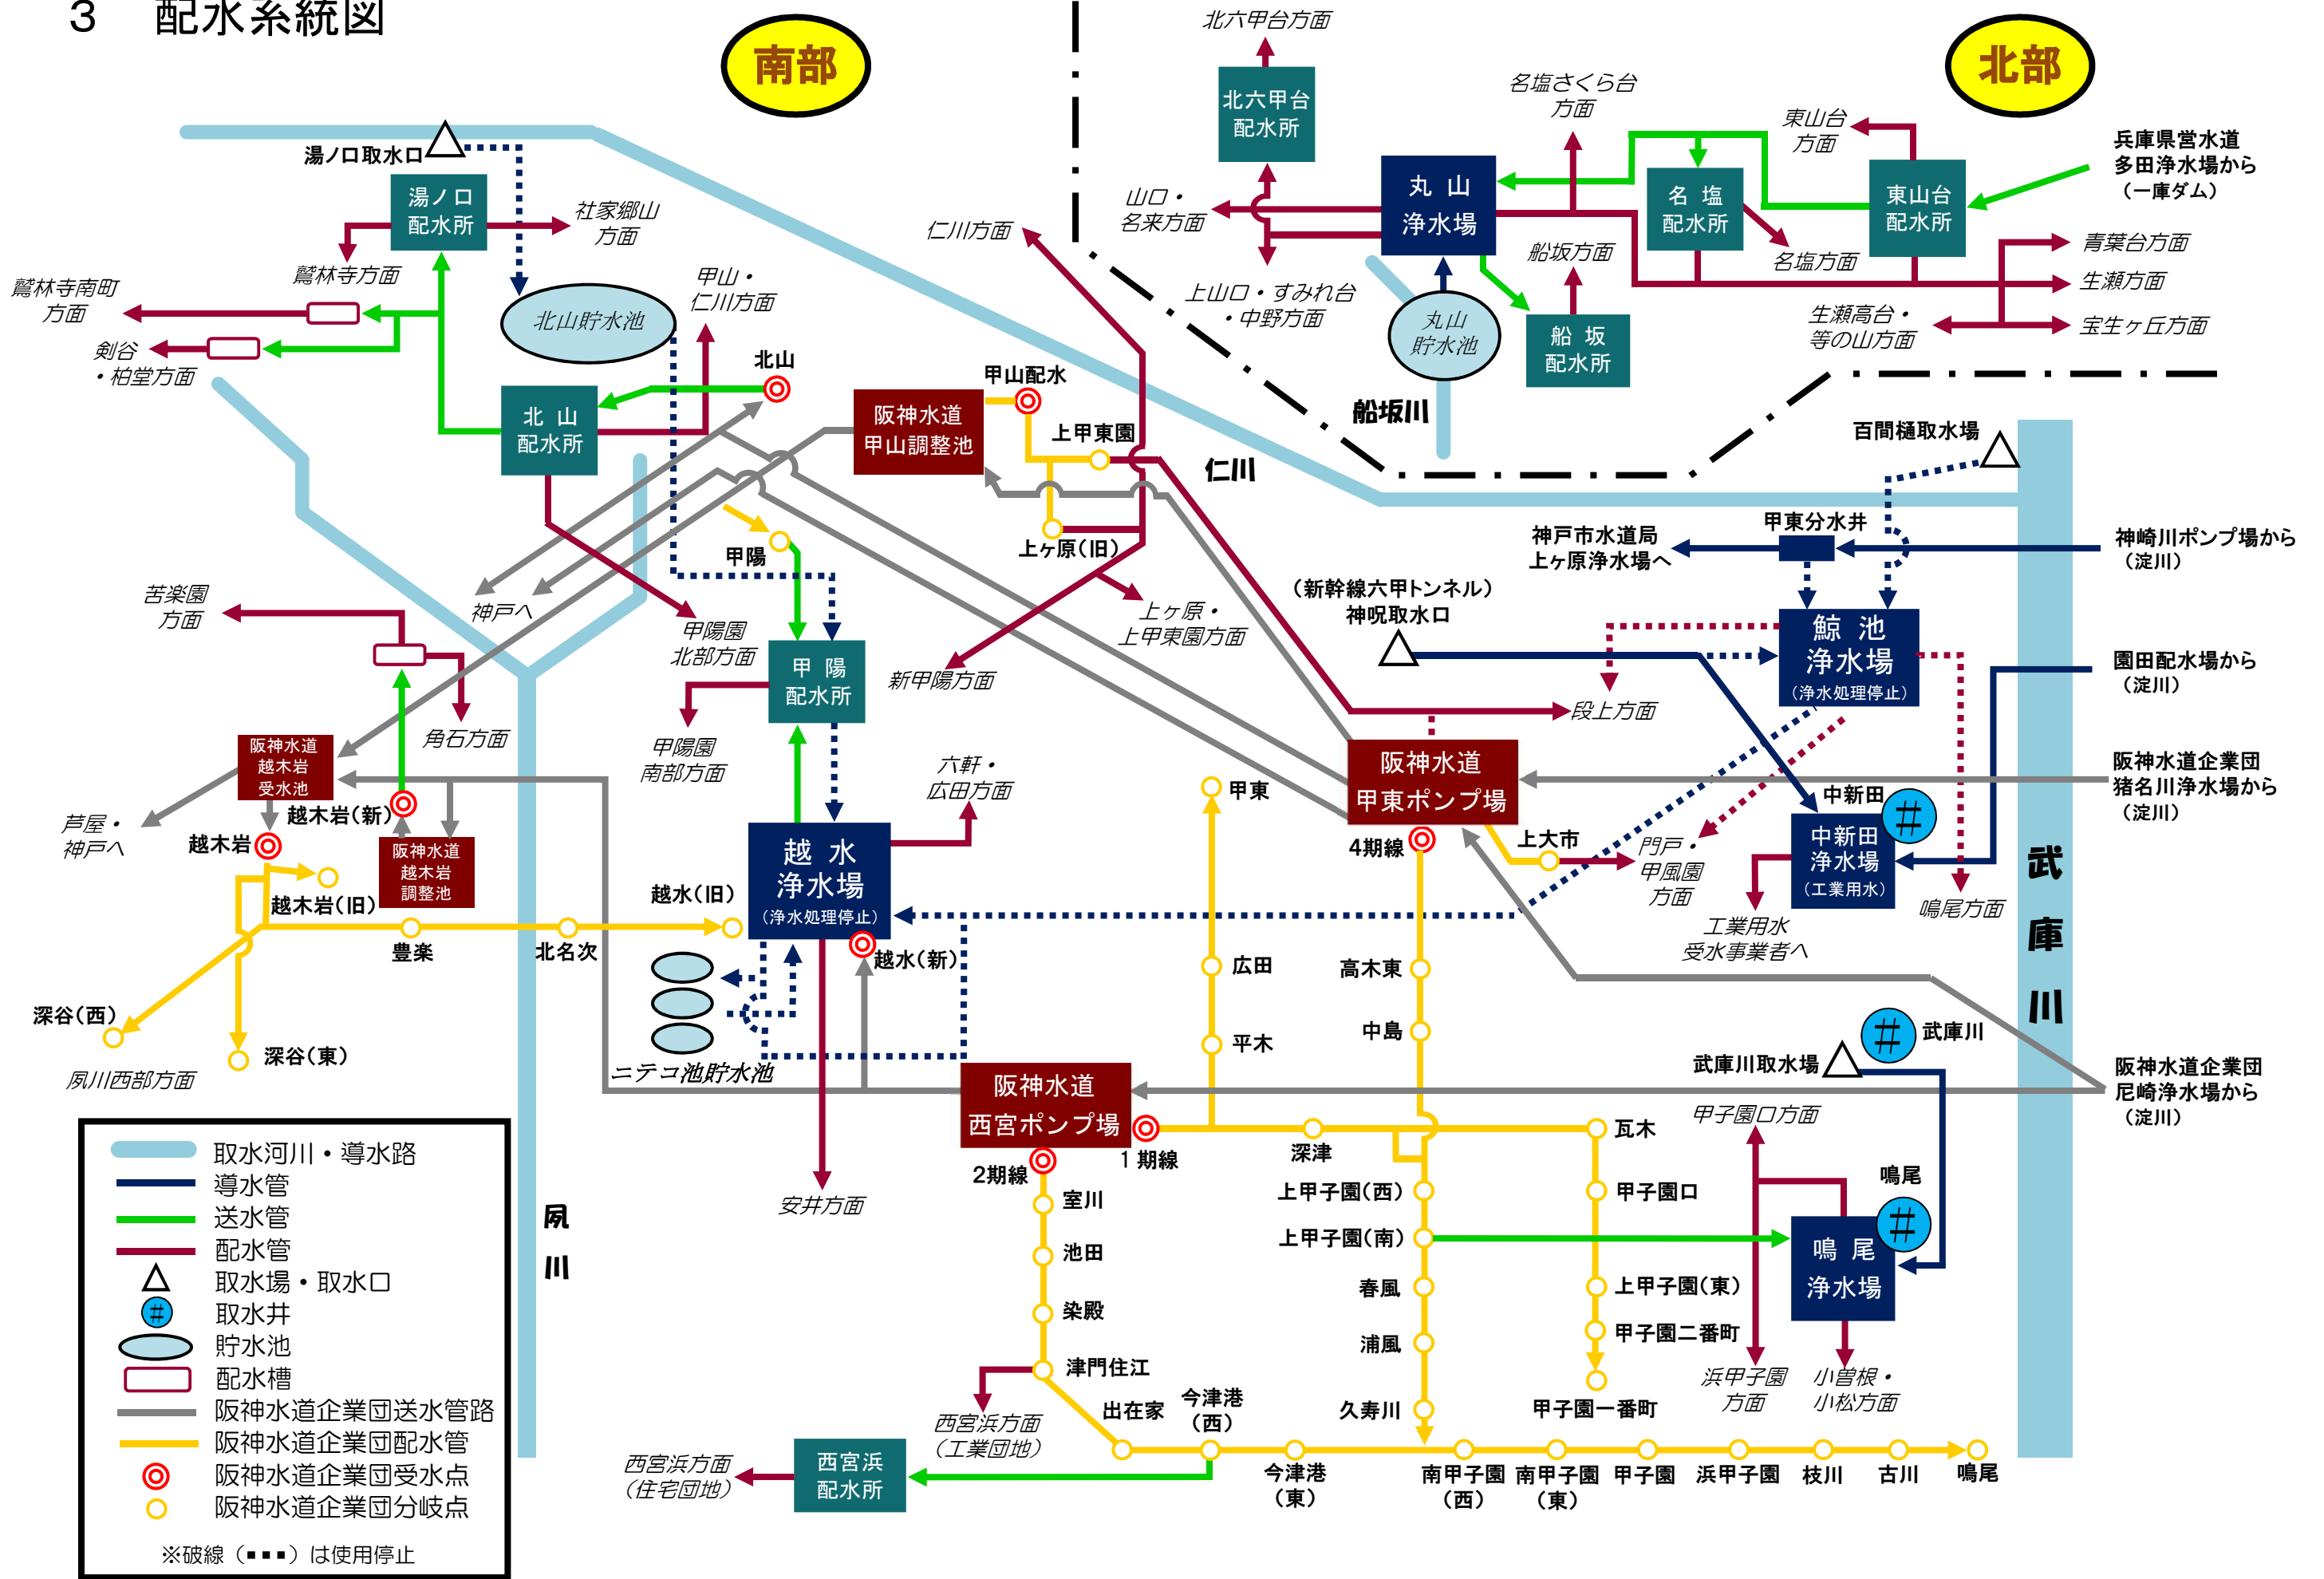 3　配水系統図
南部
北部
北六甲台方面
北六甲台
配水所
名塩さくら台
方面
東山台
方面
兵庫県営水道
多田浄水場から
（一庫ダム）
湯ノ口取水口
湯ノ口
配水所
社家郷山
方面
鷲林寺方面
鷲林寺南町
方面
剣谷
・柏堂方面
北山貯水池
甲山・
仁川方面
仁川方面
山口・
名来方面
丸 山
浄水場
名 塩
配水所
東山台
配水所
船坂方面
名塩方面
青葉台方面
生瀬方面
上山口・すみれ台
・中野方面
丸山
貯水池
船 坂
配水所
生瀬高台・
等の山方面
宝生ヶ丘方面
北山
北 山
配水所
阪神水道
甲山調整池
甲山配水
上甲東園
船坂川
仁川
百間樋取水場
甲陽
上ヶ原(旧)
神戸市水道局
上ヶ原浄水場へ
甲東分水井
神崎川ポンプ場から
（淀川）
苦楽園
方面
神戸へ
甲陽園
北部方面
上ヶ原・
上甲東園方面
新甲陽方面
（新幹線六甲トンネル）
神呪取水口
鯨 池
浄水場
（浄水処理停止）
園田配水場から
（淀川）
甲 陽
配水所
段上方面
角石方面
甲陽園
南部方面
阪神水道
越木岩
受水池
越木岩(新)
六軒・
広田方面
甲東
阪神水道
甲東ポンプ場
阪神水道企業団
猪名川浄水場から
（淀川）
芦屋・
神戸へ
越木岩
阪神水道
越木岩
調整池
越 水
浄水場
（浄水処理停止）
4期線
上大市
中新田
中新田
浄水場
（工業用水）
門戸・
甲風園
方面
越木岩(旧)
越水(旧)
鳴尾方面
工業用水
受水事業者へ
豊楽
北名次
越水(新)
広田
高木東
武
庫
川
深谷(西)
深谷(東)
夙川西部方面
平木
中島
ニテコ池貯水池
武庫川
武庫川取水場
阪神水道
西宮ポンプ場
阪神水道企業団
尼崎浄水場から
（淀川）
甲子園口方面
2期線
1期線
深津
瓦木
取水河川・導水路
導水管
送水管
配水管
取水場・取水口
取水井
貯水池
配水槽
阪神水道企業団送水管路
阪神水道企業団配水管
阪神水道企業団受水点
阪神水道企業団分岐点
※破線（▪▪▪）は使用停止
夙
川
安井方面
室川
池田
染殿
津門住江
上甲子園(西)
上甲子園(南)
春風
浦風
久寿川
甲子園口
上甲子園(東)
甲子園二番町
甲子園一番町
鳴尾
鳴 尾
浄水場
浜甲子園
方面
小曽根・
小松方面
西宮浜方面
（工業団地）
出在家
今津港
(西)
西宮浜方面
（住宅団地）
西宮浜
配水所
今津港
(東)
南甲子園
(西)
南甲子園
(東)
甲子園
浜甲子園
枝川
古川
鳴尾